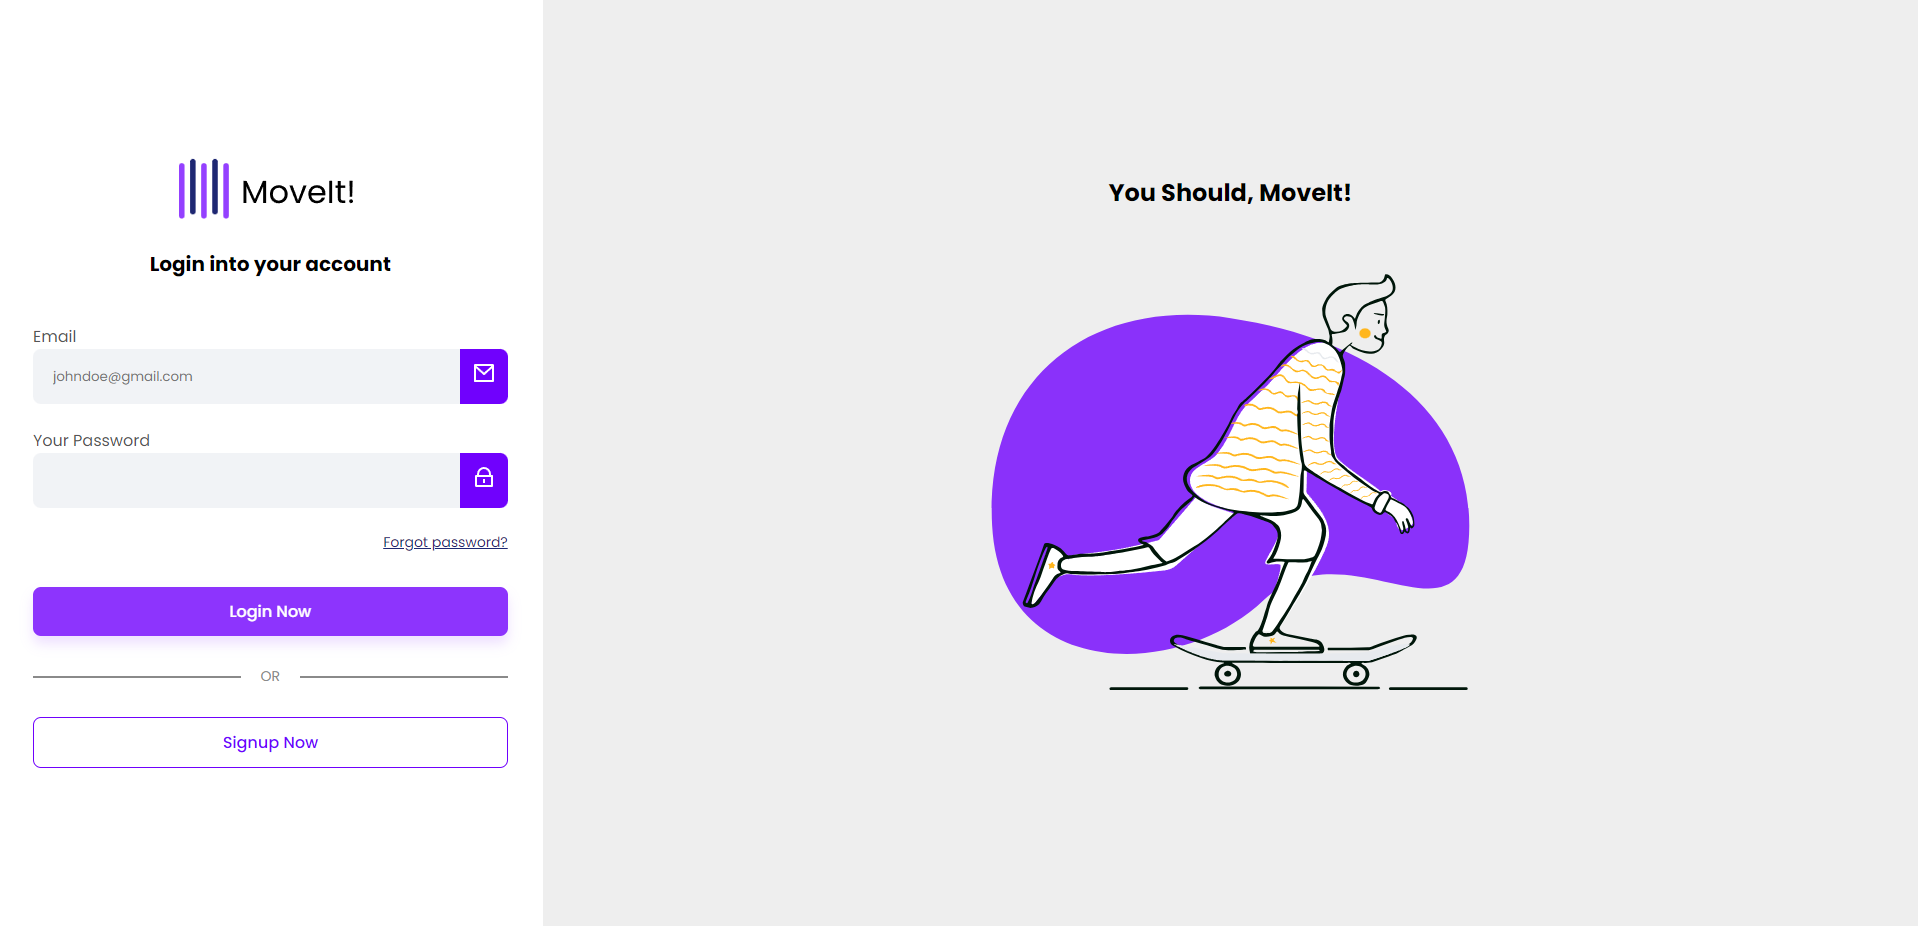 MoveIt!
Login into your account
Email
johndoe@gmail.com
Your Password
Forgot password?
Login Now
OR
Signup Now
You Should, MoveIt!